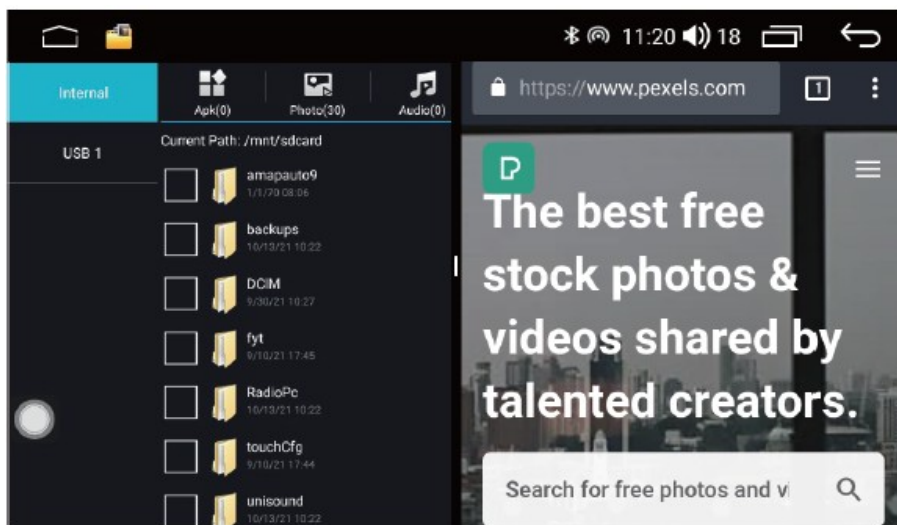 11:20 18
Internal
USB 1
Apk(0) Photo(30) Audio(0)
Current Path: /mnt/sdcard
amapauto9
1/1/70 08:06
backups
10/13/21 10:22
DCIM
9/30/21 10:27
fyt
9/10/21 17:45
RadioPc
10/13/21 10:22
touchCfg
9/10/21 17:44
unisound
10/13/21 10:22
https://www.pexels.com 1
The best free
stock photos &
videos shared by
talented creators.
Search for free photos and vi